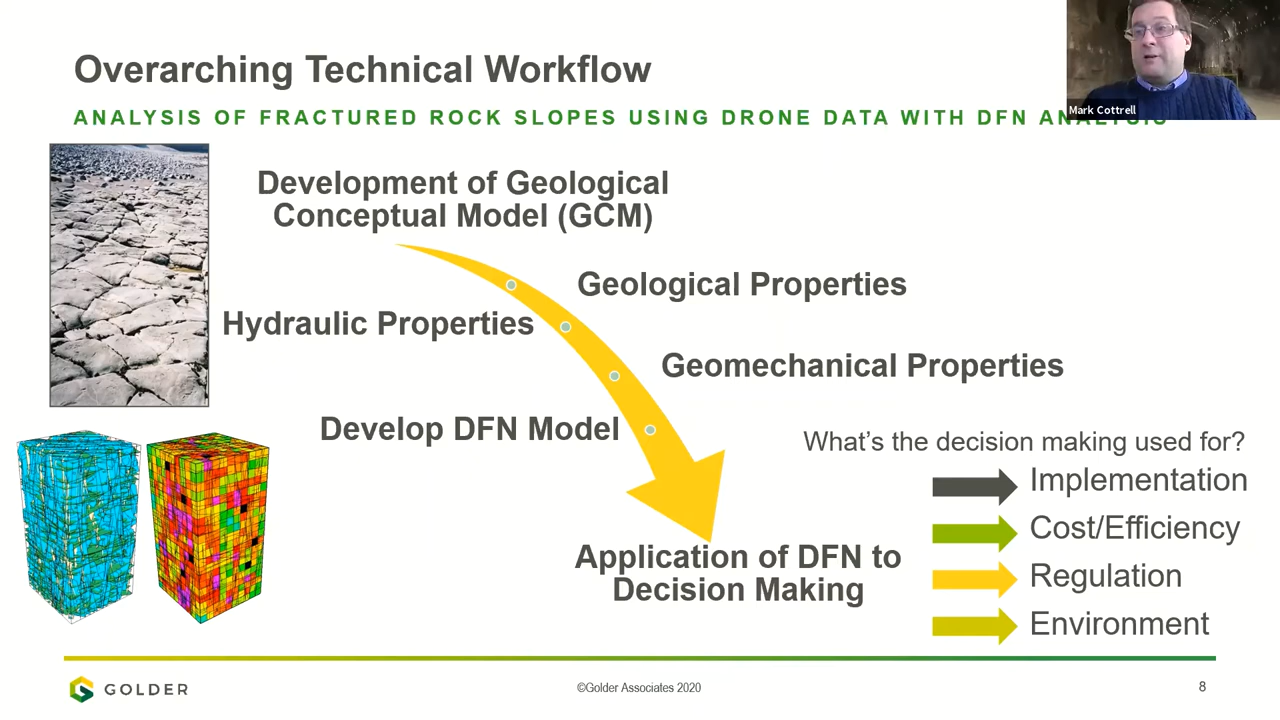 Overarching Technical Workflow
Mark Cottrell
ANALYSIS OF FRACTURED ROCK SLOPES USING DRONE DATA WITH DFN ANALYSIS
Development of Geological
Conceptual Model (GCM)
Geological Properties
Hydraulic Properties
Geomechanical Properties
Develop DFN Model
What's the decision making used for?
Implementation
Cost/Efficiency
Regulation
Environment
Application of DFN to
Decision Making
GOLDER
©Golder Associates 2020
8